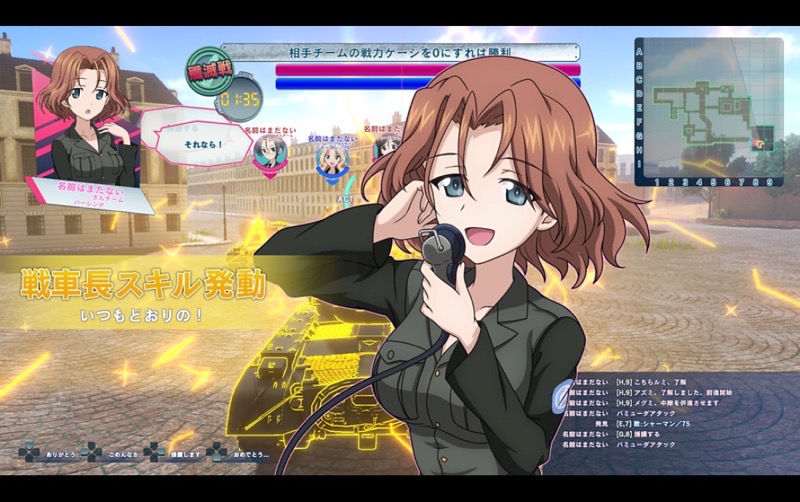 相手チームの戦力ゲージを0にすれば勝利
殲滅戦
01:35
それなら！
名前はまだない
さんチーム
パーシング
名前はまだない
名前はまだない
名前はまた
ACT
A
B
C
D
E
F
G
H
I
1 2 3 4 5 6 7 8 9
戦車長スキル発動
いつもどおりの！
名前はまだない [H,9] こちらルミ、了解
前はまだない [H,9] アズミ、了解しました、前進開始
前はまだない [H,9] メグミ、中隊を併進させます
名前はまだない バミューダアタック
発見 [E,7] 敵:シャーマン/75
名前はまだない [G,8] 援護する
名前はまだない バミューダアタック
ありがとう... ごめんなさ 援護します おめでとう...